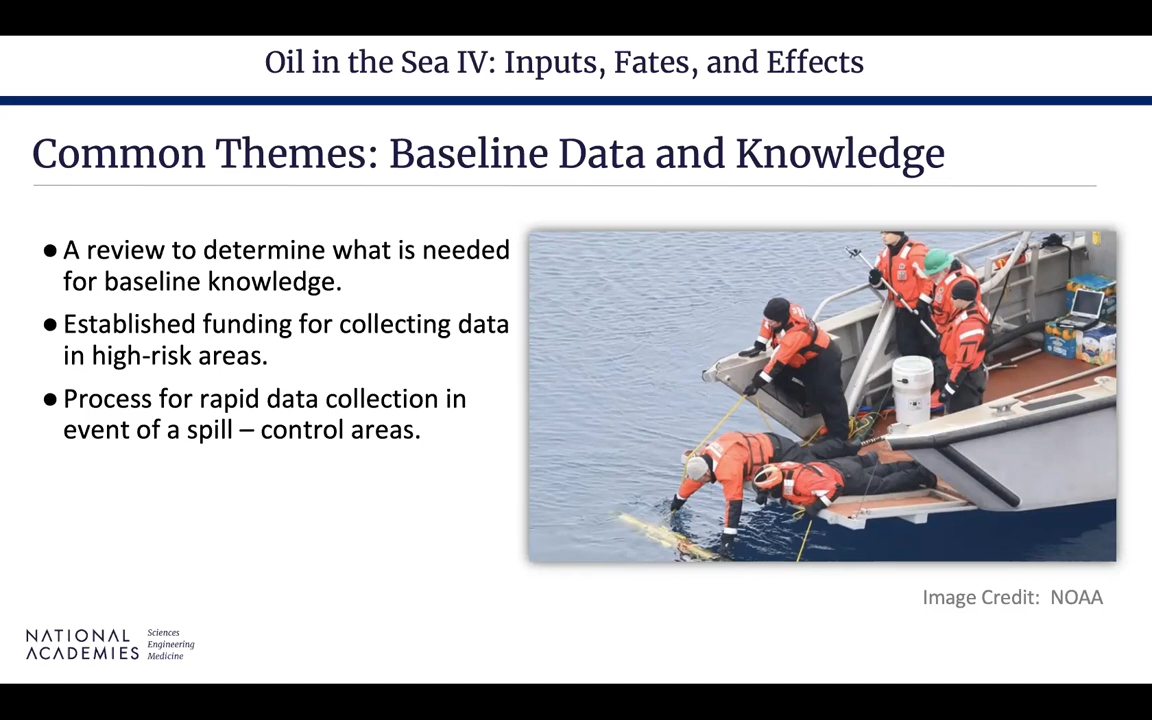 Oil in the Sea IV: Inputs, Fates, and Effects
Common Themes: Baseline Data and Knowledge
● A review to determine what is needed
for baseline knowledge.
● Established funding for collecting data
in high-risk areas.
● Process for rapid data collection in
event of a spill – control areas.
Image Credit: NOAA
NATIONAL
ACADEMIES
Sciences
Engineering
Medicine